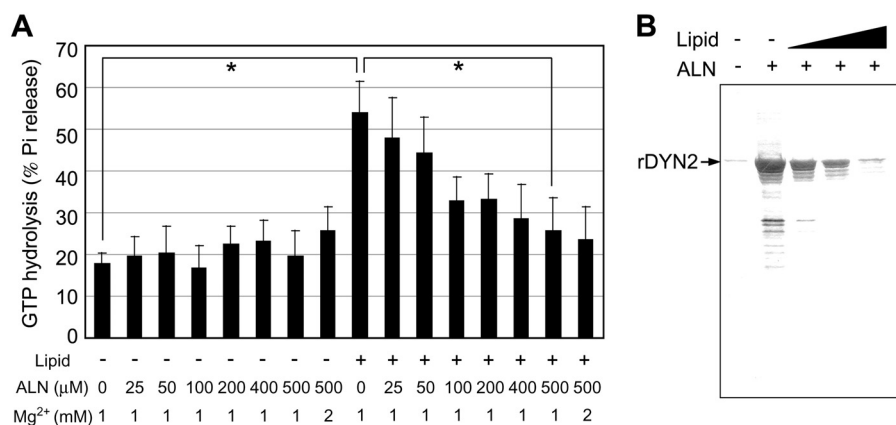 A
GTP hydrolysis (% Pi release)
70
60
50
40
30
20
10
0
* *
Lipid - - - - - - - - + + + + + + + +
ALN (μM) 0 25 50 100 200 400 500 500 0 25 50 100 200 400 500 500
Mg²⁺ (mM) 1 1 1 1 1 1 1 2 1 1 1 1 1 1 1 2
B
Lipid - -
ALN - + + + +
rDYN2